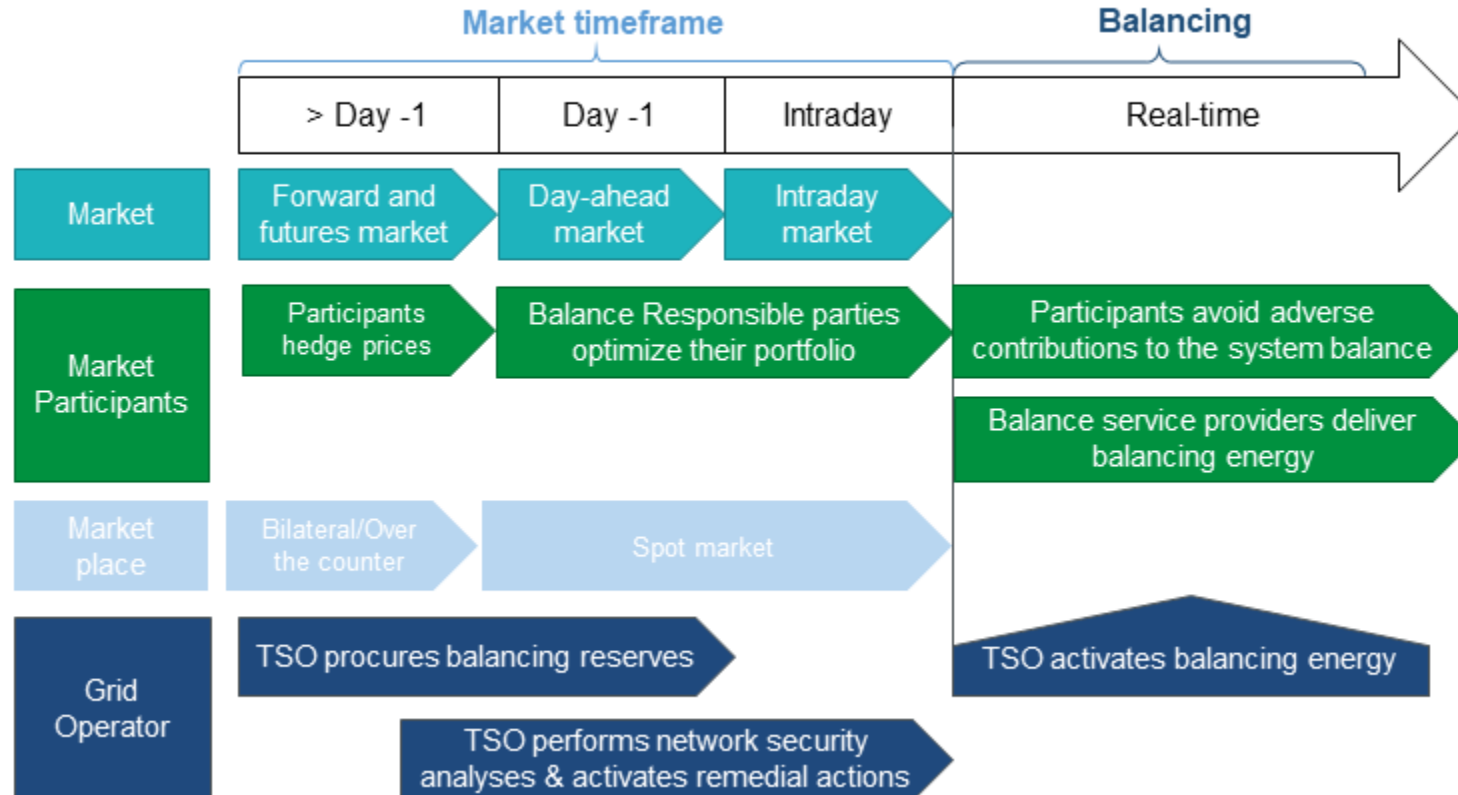 Market timeframe
Balancing
> Day -1
Day -1
Intraday
Real-time
Market
Forward and
futures market
Day-ahead
market
Intraday
market
Market
Participants
Participants
hedge prices
Balance Responsible parties
optimize their portfolio
Participants avoid adverse
contributions to the system balance
Balance service providers deliver
balancing energy
Market
place
Bilateral/Over
the counter
Spot market
Grid
Operator
TSO procures balancing reserves
TSO activates balancing energy
TSO performs network security
analyses & activates remedial actions